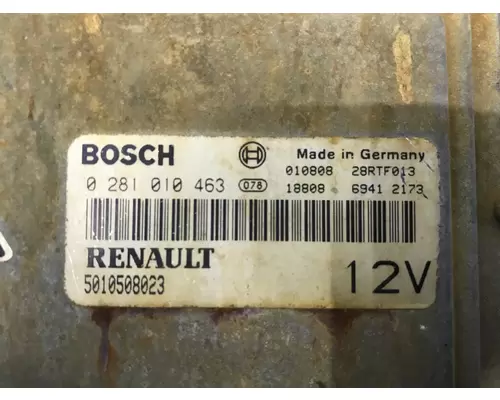 BOSCH Made in Germany
010808 28RTF013
0 281 010 463 078 18808 6941 2173
RENAULT
5010508023 12V